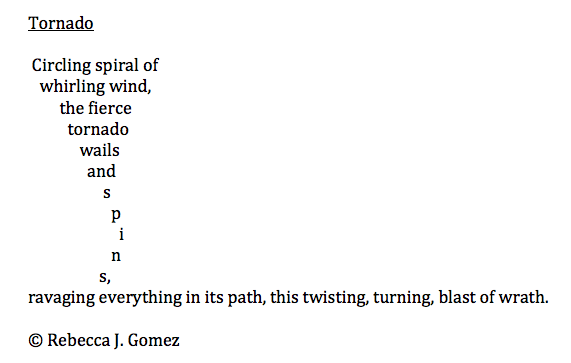 Tornado
Circling spiral of
whirling wind,
the fierce
tornado
wails
and
s
p
i
n
s,
ravaging everything in its path, this twisting, turning, blast of wrath.
© Rebecca J. Gomez